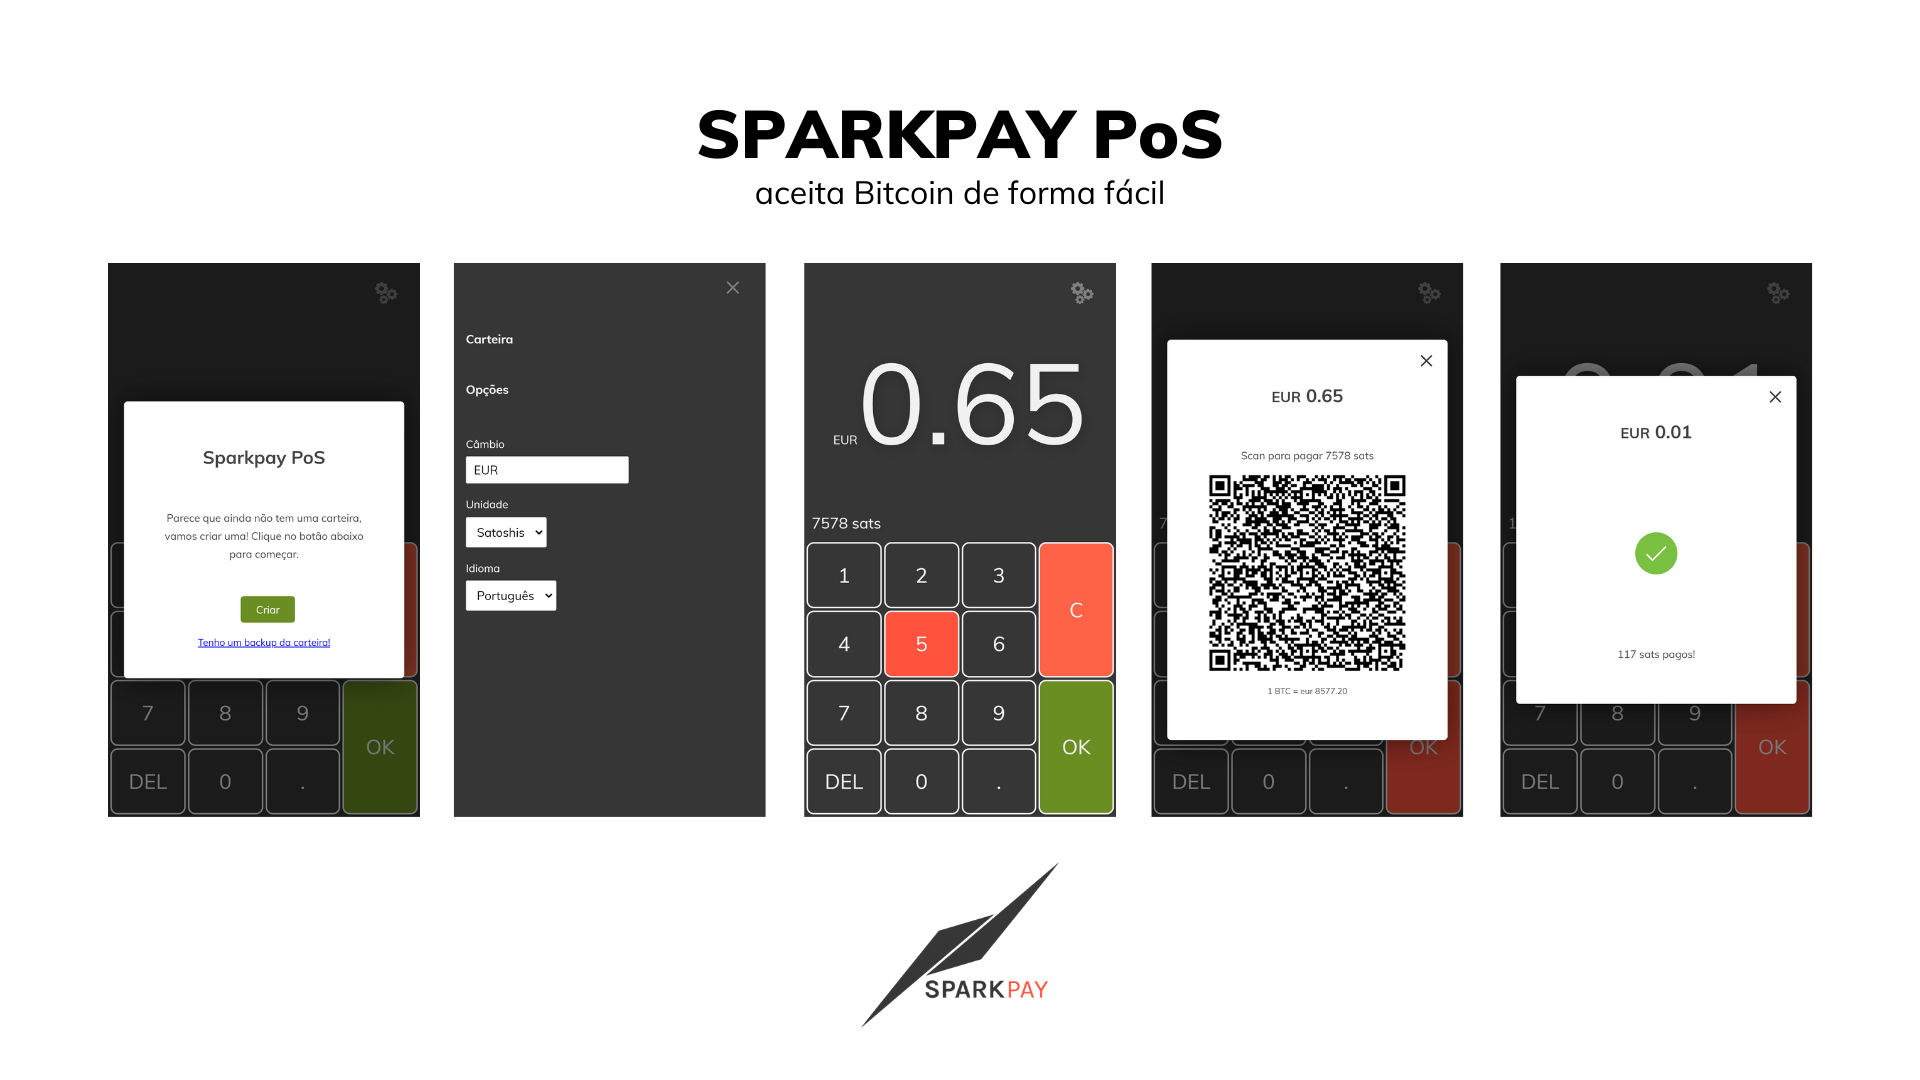 SPARKPAY PoS
aceita Bitcoin de forma fácil
Sparkpay PoS
Parece que ainda não tem uma carteira,
vamos criar uma! Clique no botão abaixo
para começar.
Criar
Tenho um backup da carteira!
7 8 9
OK
DEL 0 .
Carteira
Opções
Câmbio
EUR
Unidade
Satoshis
Idioma
Português
EUR 0.65
7578 sats
1 2 3
C
4 5 6
7 8 9
OK
DEL 0 .
EUR 0.65
Scan para pagar 7578 sats
1 BTC = eur 8577.20
7
OK
DEL 0 .
0.01
EUR 0.01
1
117 sats pagos!
7 8 9
OK
DEL 0 .
SPARKPAY